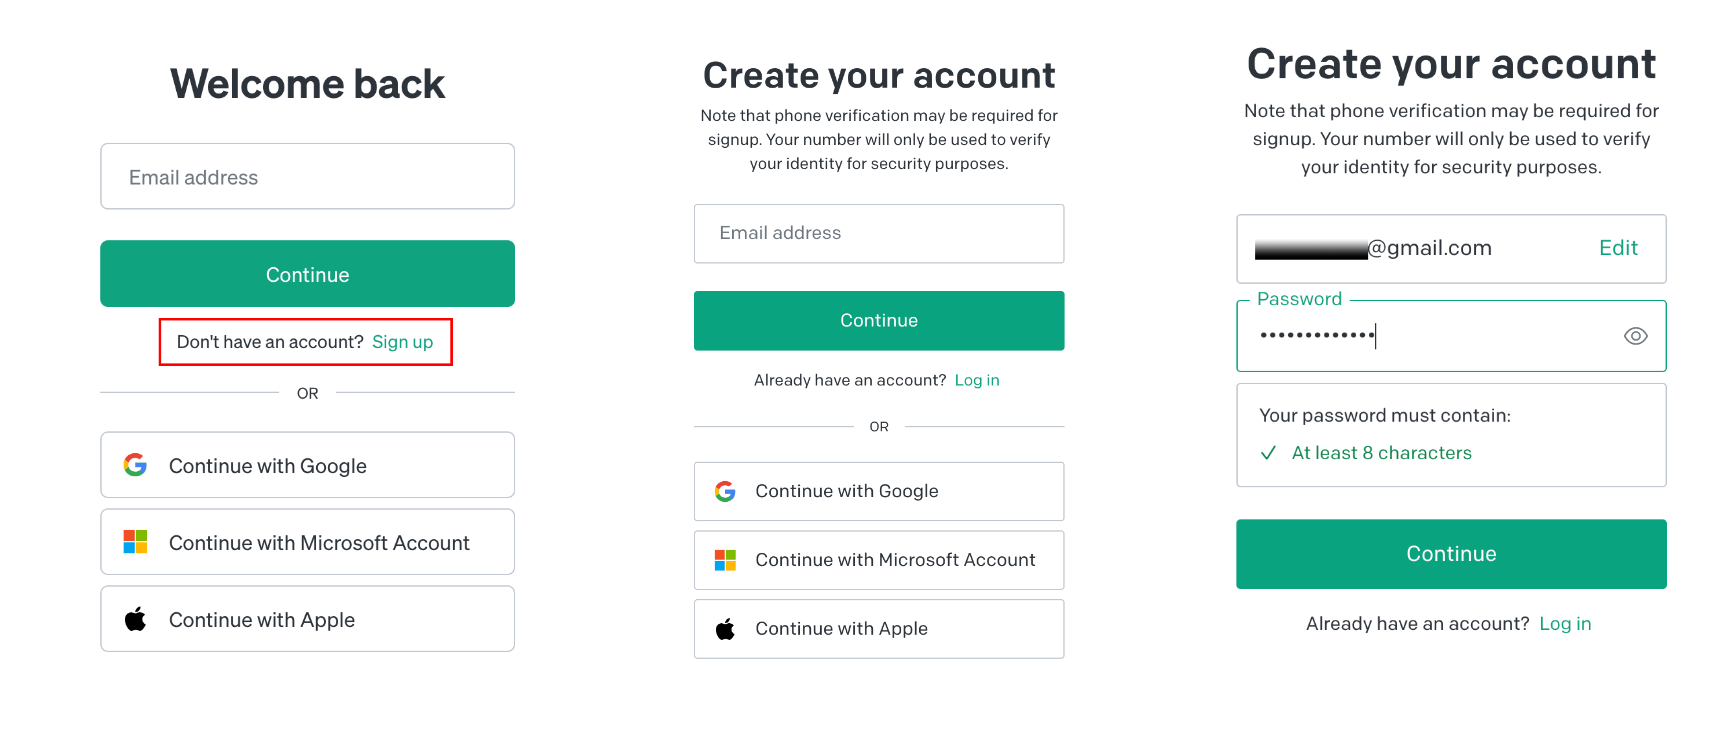 Welcome back
Email address
Continue
Don't have an account? Sign up
OR
Continue with Google
Continue with Microsoft Account
Continue with Apple
Create your account
Note that phone verification may be required for
signup. Your number will only be used to verify
your identity for security purposes.
Email address
Continue
Already have an account? Log in
OR
Continue with Google
Continue with Microsoft Account
Continue with Apple
Create your account
Note that phone verification may be required for
signup. Your number will only be used to verify
your identity for security purposes.
@gmail.com Edit
Password
•••••••••••••
Your password must contain:
✓ At least 8 characters
Continue
Already have an account? Log in